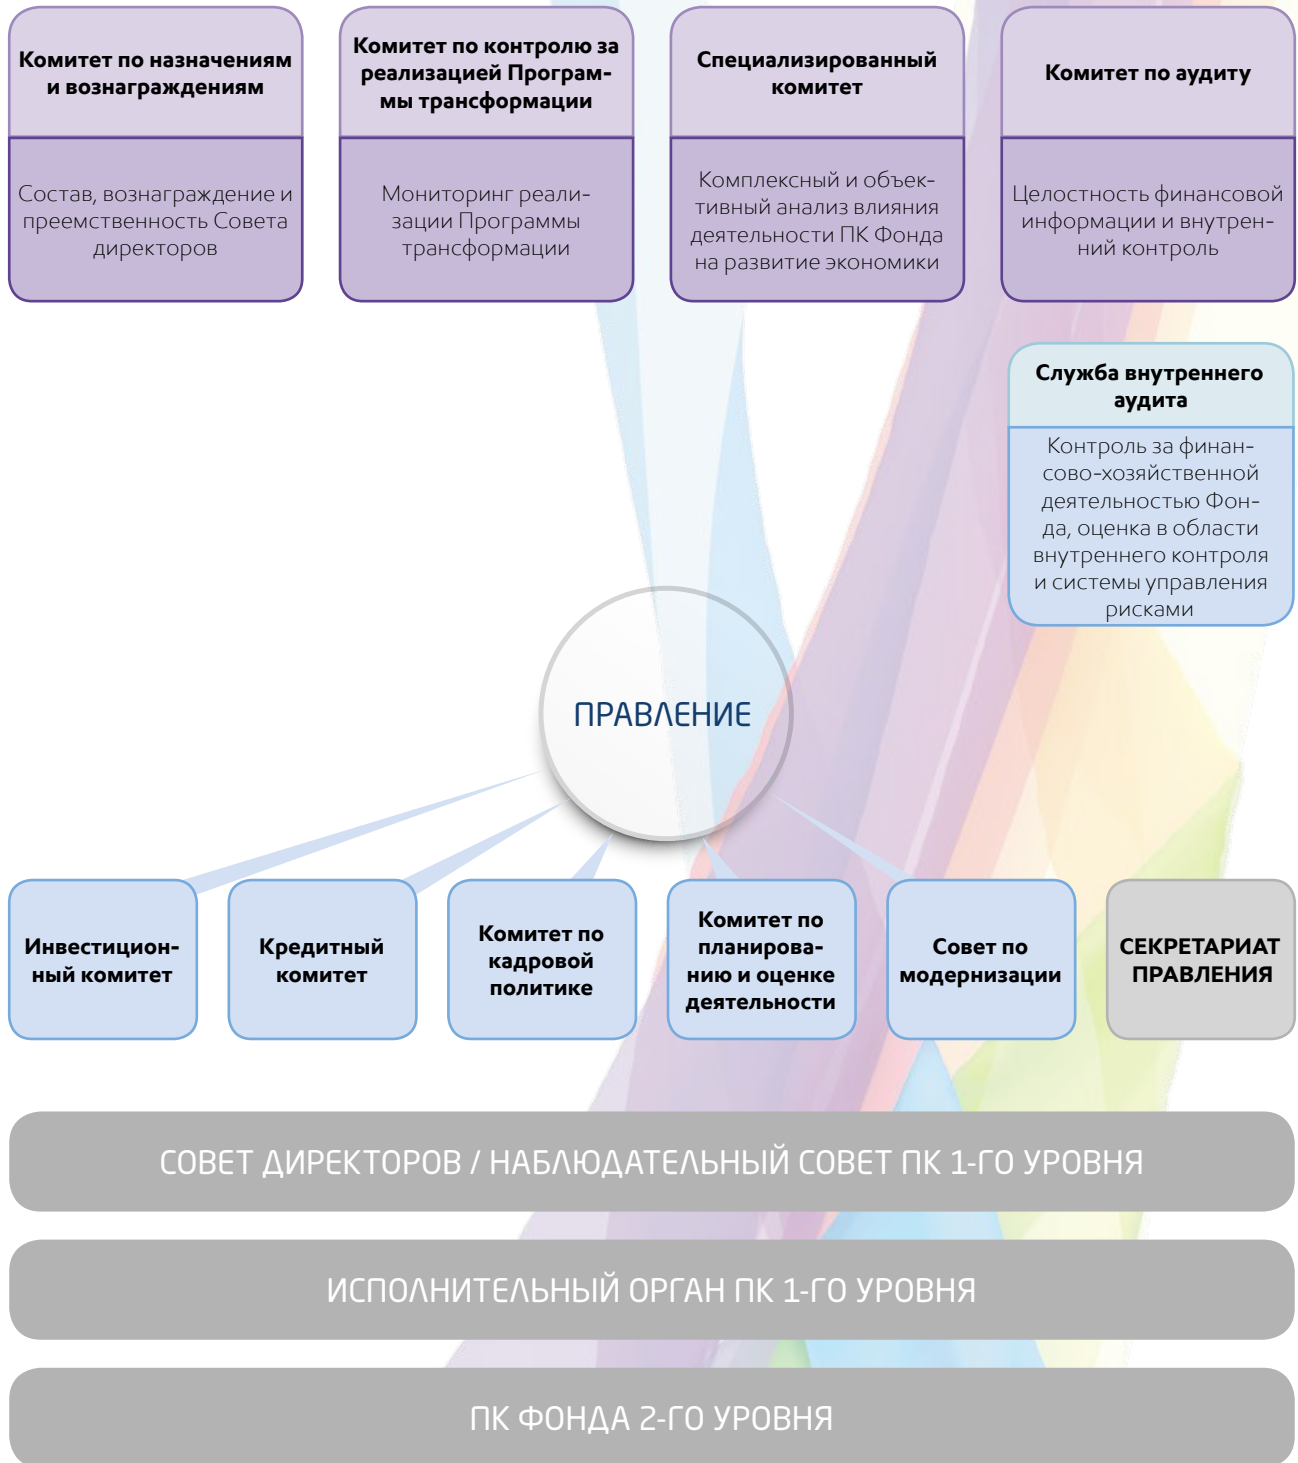 Комитет по назначениям
и вознаграждениям
Состав, вознаграждение и
преемственность Совета
директоров
Комитет по контролю за
реализацией Програм-
мы трансформации
Мониторинг реали-
зации Программы
трансформации
Специализированный
комитет
Комплексный и объек-
тивный анализ влияния
деятельности ПК Фонда
на развитие экономики
Комитет по аудиту
Целостность финансовой
информации и внутрен-
ний контроль
Служба внутреннего
аудита
Контроль за финан-
сово-хозяйственной
деятельностью Фон-
да, оценка в области
внутреннего контроля
и системы управления
рисками
ПРАВЛЕНИЕ
Инвестицион-
ный комитет
Кредитный
комитет
Комитет по
кадровой
политике
Комитет по
планирова-
нию и оценке
деятельности
Совет по
модернизации
СЕКРЕТАРИАТ
ПРАВЛЕНИЯ
СОВЕТ ДИРЕКТОРОВ / НАБЛЮДАТЕЛЬНЫЙ СОВЕТ ПК 1-ГО УРОВНЯ
ИСПОЛНИТЕЛЬНЫЙ ОРГАН ПК 1-ГО УРОВНЯ
ПК ФОНДА 2-ГО УРОВНЯ